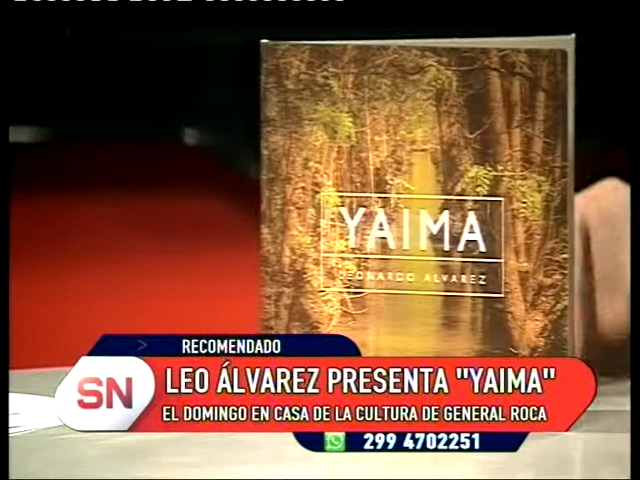 YAIMA
LEONARDO ALVAREZ
RECOMENDADO
SN
LEO ÁLVAREZ PRESENTA "YAIMA"
EL DOMINGO EN CASA DE LA CULTURA DE GENERAL ROCA
299 4702251